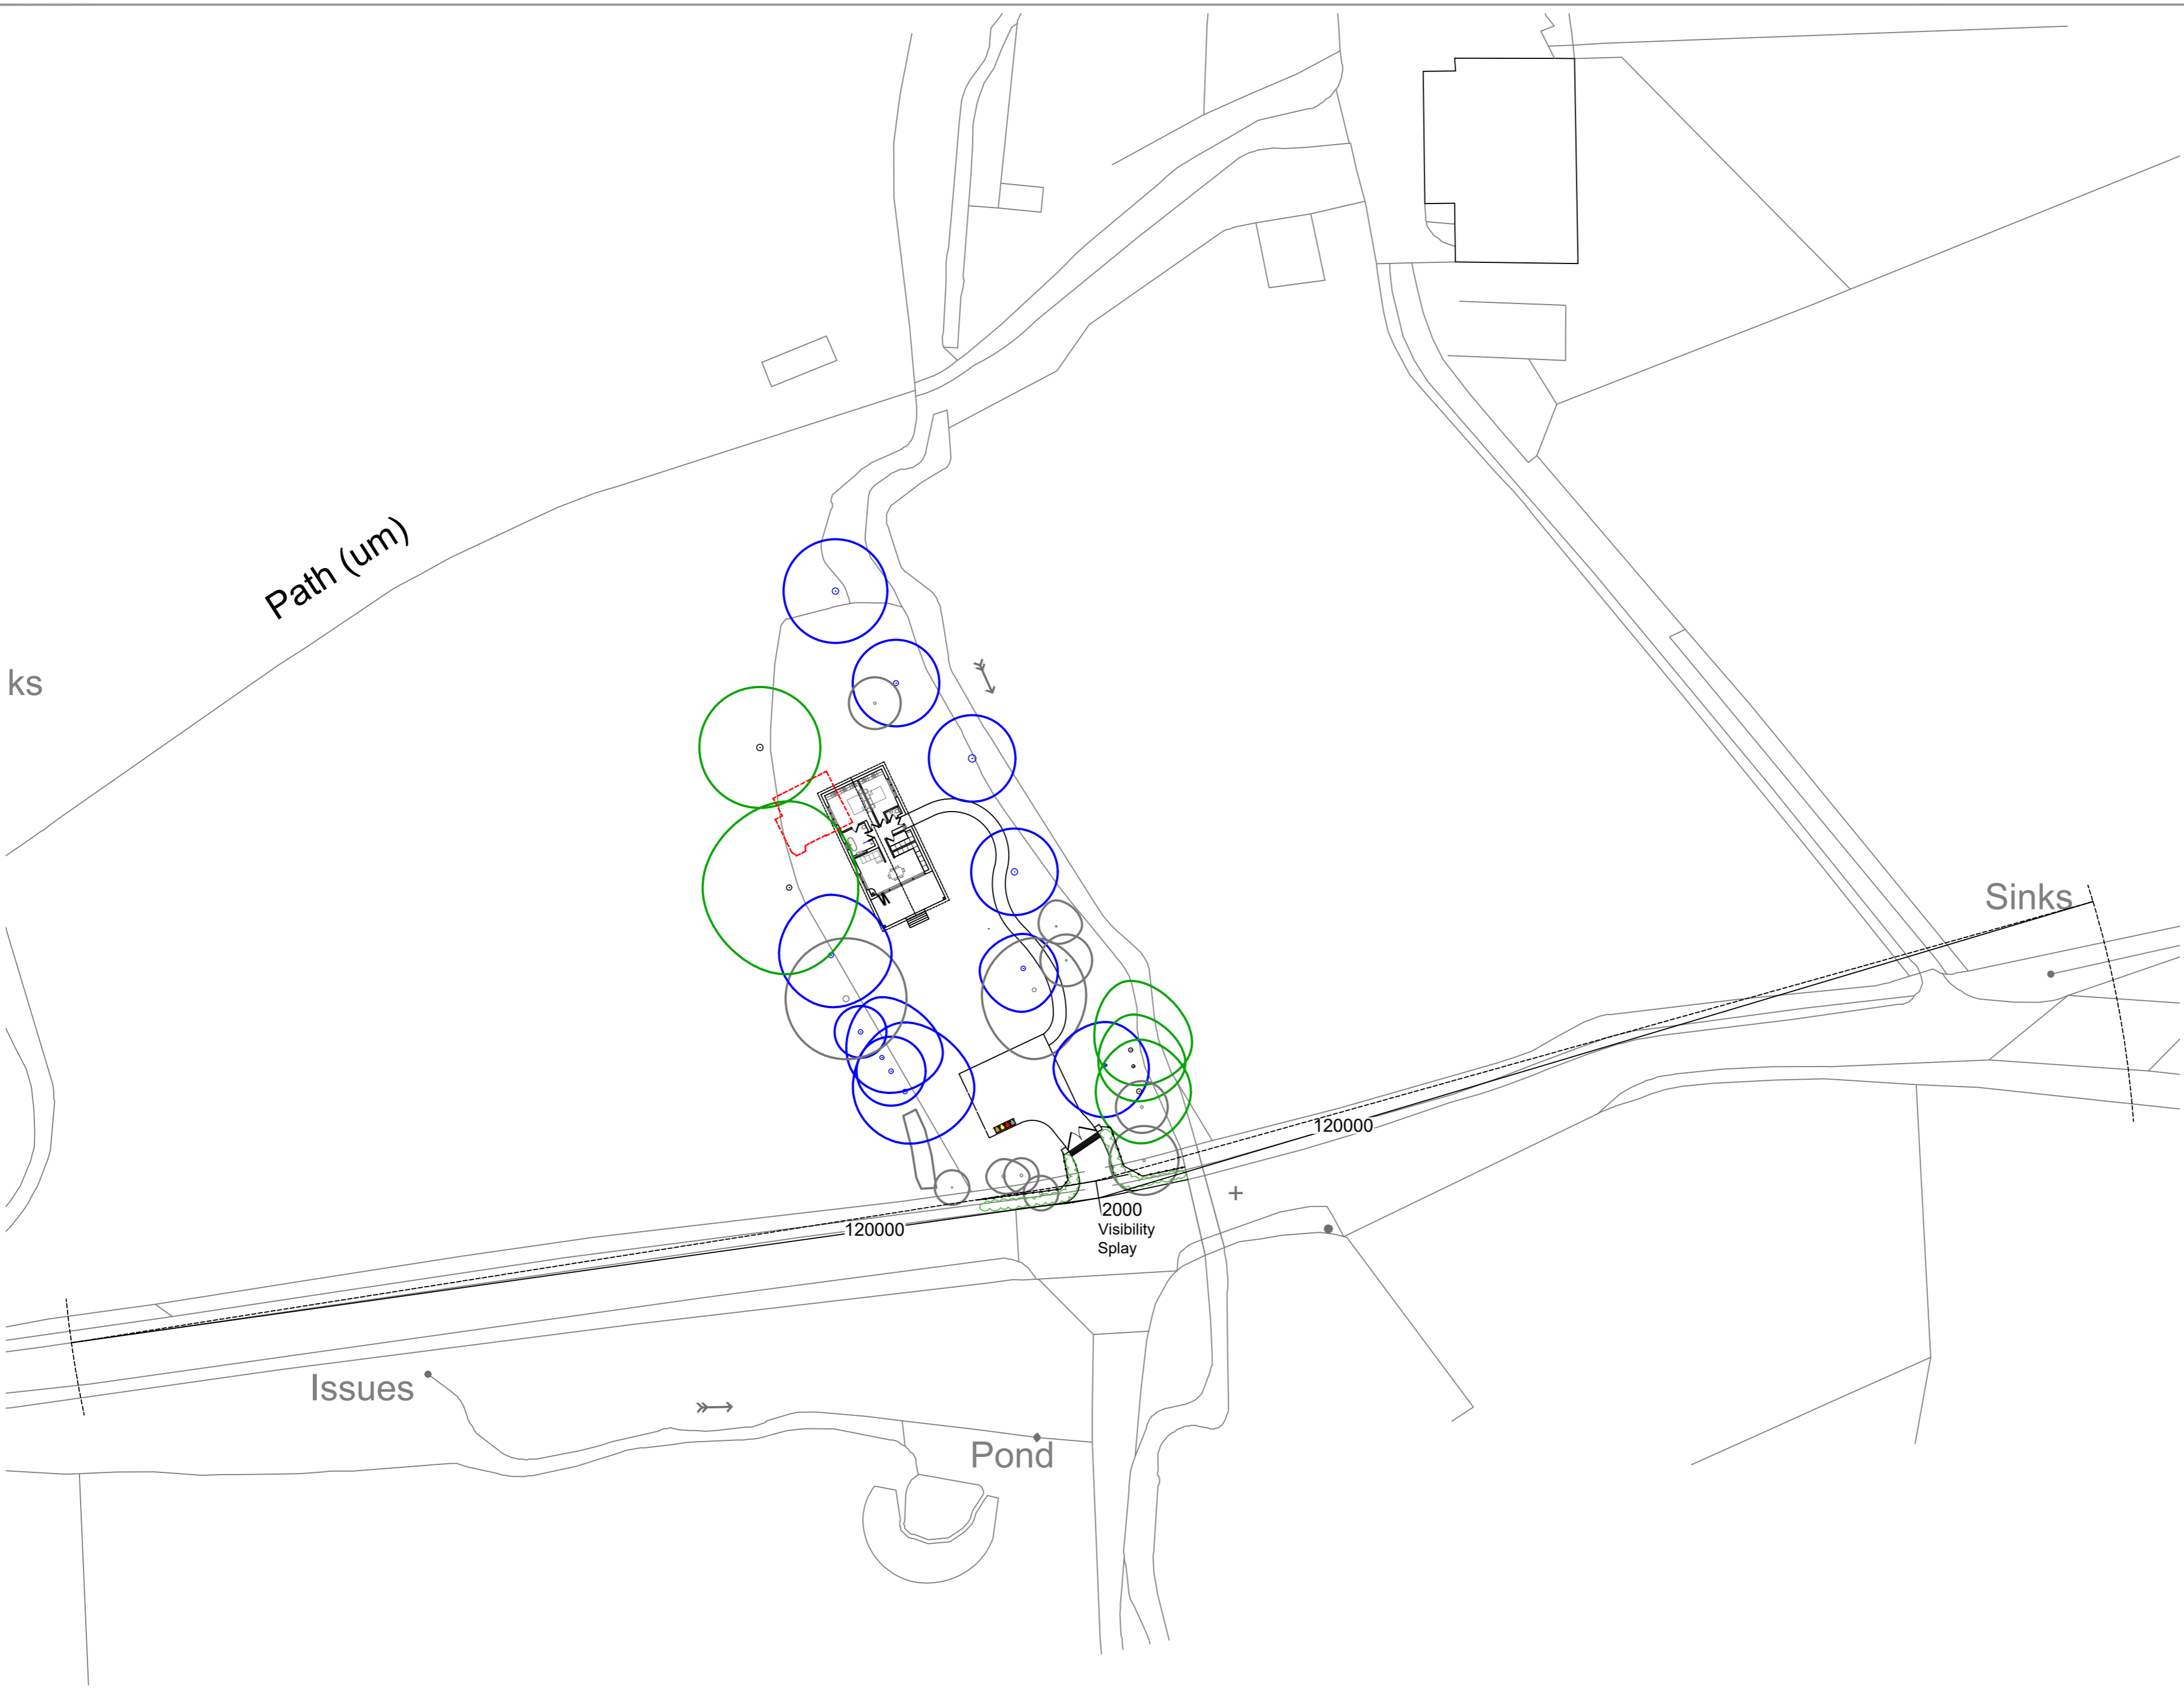 Path (um)
ks
Sinks
120000
2000
Visibility
Splay
120000
Issues
Pond